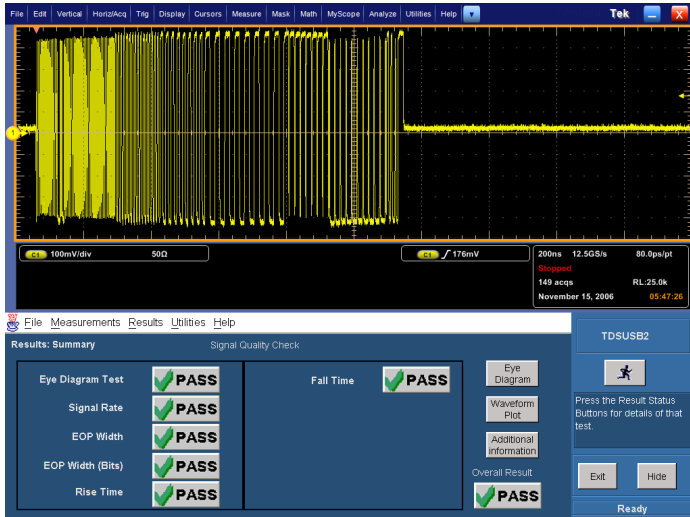 File Edit Vertical Horiz/Acq Trig Display Cursors Measure Mask Math MyScope Analyze Utilities Help Tek X
1
C1 100mV/div 50Ω C1 176mV 200ns 12.5GS/s 80.0ps/pt
Stopped
149 acqs RL:25.0k
November 15, 2006 05:47:26
File Measurements Results Utilities Help
TDSUSB2
Results: Summary Signal Quality Check
Eye Diagram Test PASS Fall Time PASS Eye Diagram
Signal Rate PASS Waveform Plot
Press the Result Status
Buttons for details of that
test.
EOP Width PASS Additional information
EOP Width (Bits) PASS Overall Result
Rise Time PASS PASS
Exit Hide
Ready